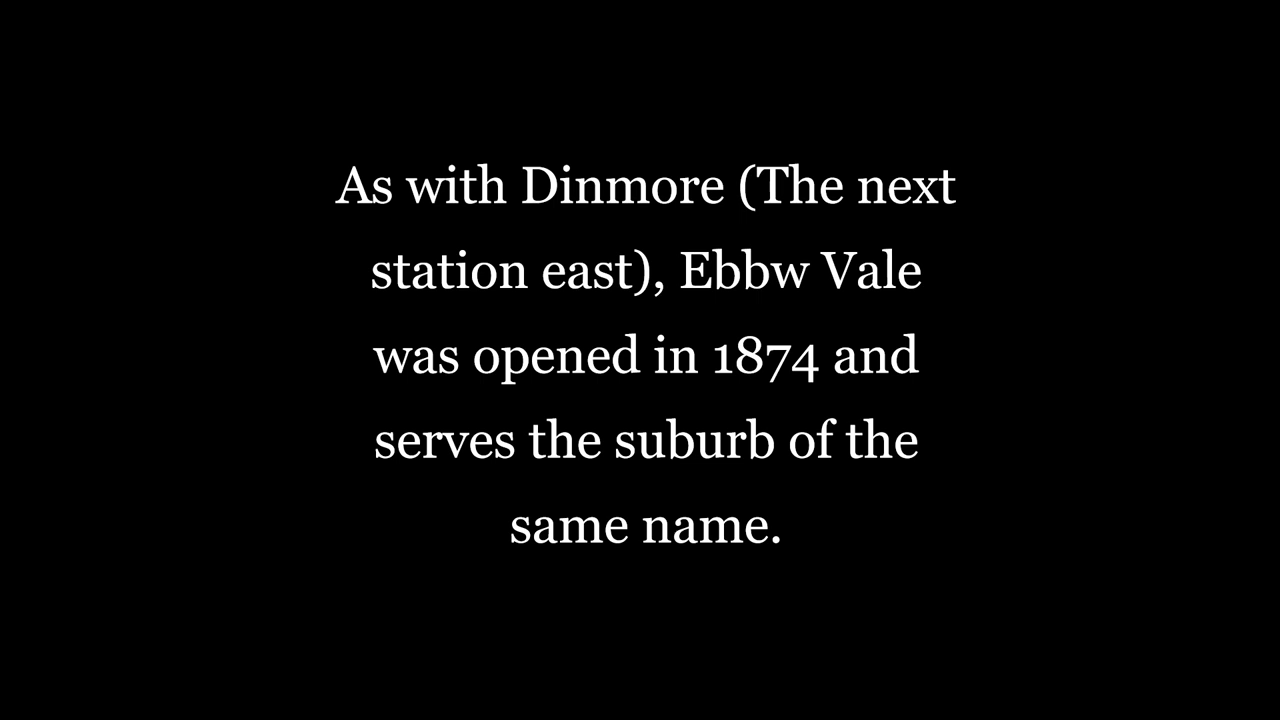 As with Dinmore (The next
station east), Ebbw Vale
was opened in 1874 and
serves the suburb of the
same name.